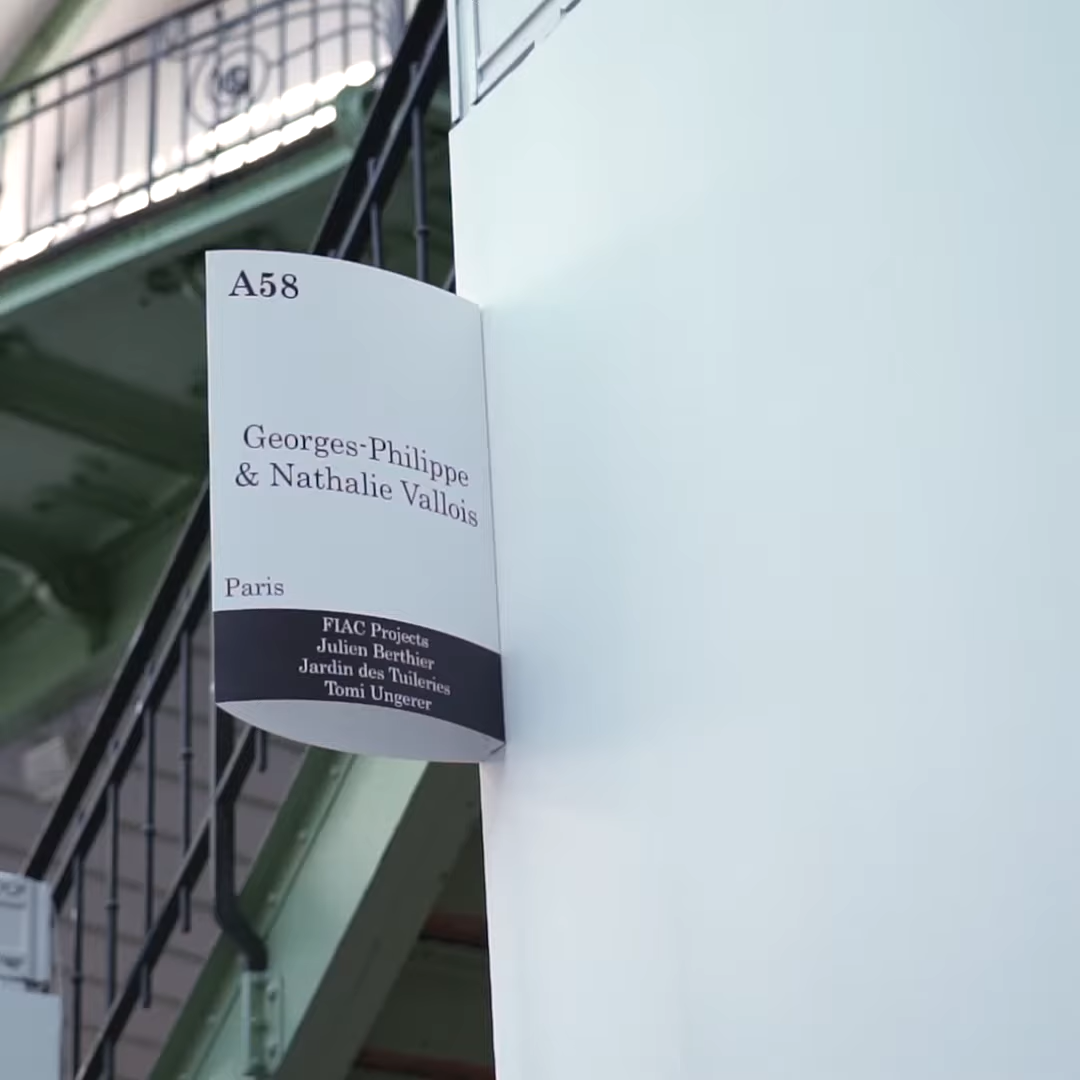 A58
Georges-Philippe
& Nathalie Vallois
Paris
FIAC Projects
Julien Berthier
Jardin des Tuileries
Tomi Ungerer